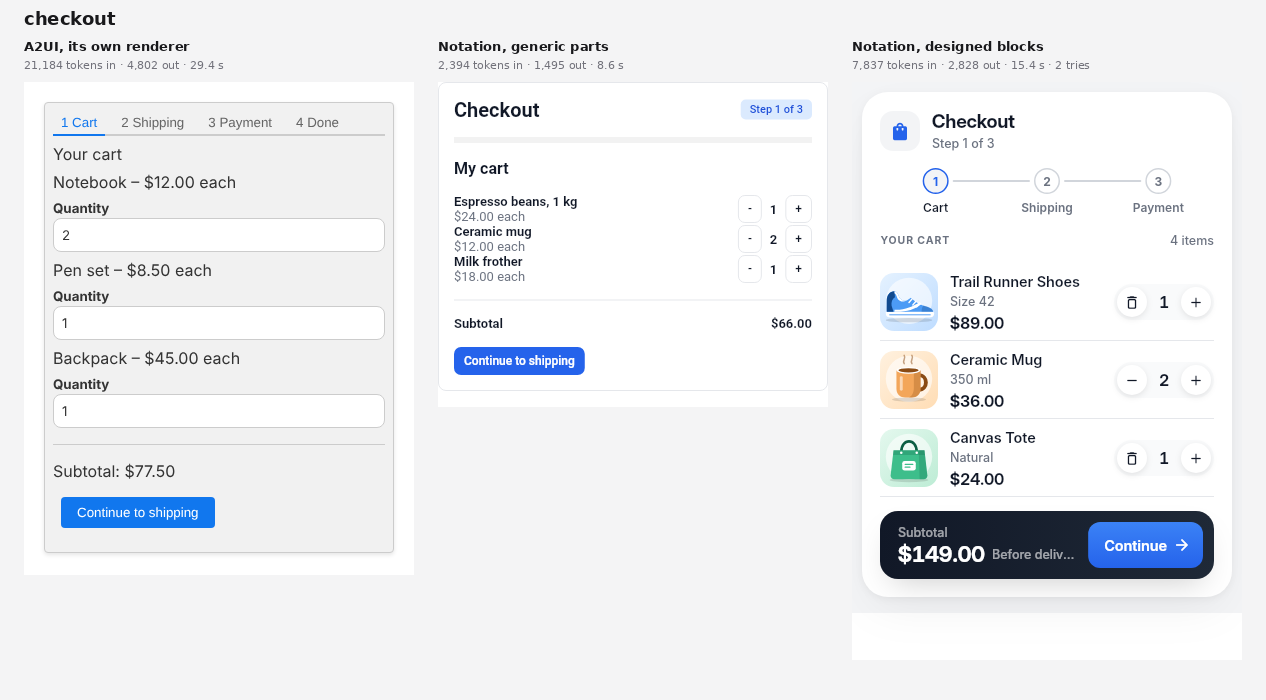 checkout
A2UI, its own renderer
21,184 tokens in · 4,802 out · 29.4 s
1 Cart 2 Shipping 3 Payment 4 Done
Your cart
Notebook – $12.00 each
Quantity
2
Pen set – $8.50 each
Quantity
1
Backpack – $45.00 each
Quantity
1
Subtotal: $77.50
Continue to shipping
Notation, generic parts
2,394 tokens in · 1,495 out · 8.6 s
Checkout
Step 1 of 3
My cart
Espresso beans, 1 kg
$24.00 each
- 1 +
Ceramic mug
$12.00 each
- 2 +
Milk frother
$18.00 each
- 1 +
Subtotal $66.00
Continue to shipping
Notation, designed blocks
7,837 tokens in · 2,828 out · 15.4 s · 2 tries
Checkout
Step 1 of 3
1 2 3
Cart Shipping Payment
YOUR CART 4 items
Trail Runner Shoes
Size 42
$89.00
1 +
Ceramic Mug
350 ml
$36.00
− 2 +
Canvas Tote
Natural
$24.00
1 +
Subtotal
$149.00 Before deliv...
Continue →